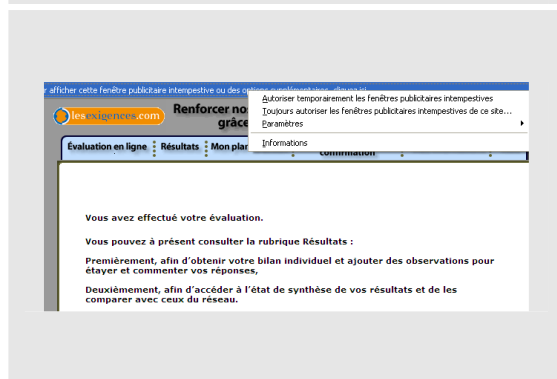 r afficher cette fenêtre publicitaire intempestive ou des options supplémentaires, cliquez ici
Autoriser temporairement les fenêtres publicitaires intempestives
Toujours autoriser les fenêtres publicitaires intempestives de ce site...
Paramètres
Informations
lesexigences.com
Renforcer no
grâce
Évaluation en ligne
Résultats
Mon plan
confirmation
Vous avez effectué votre évaluation.
Vous pouvez à présent consulter la rubrique Résultats :
Premièrement, afin d'obtenir votre bilan individuel et ajouter des observations pour
étayer et commenter vos réponses,
Deuxièmement, afin d'accéder à l'état de synthèse de vos résultats et de les
comparer avec ceux du réseau.